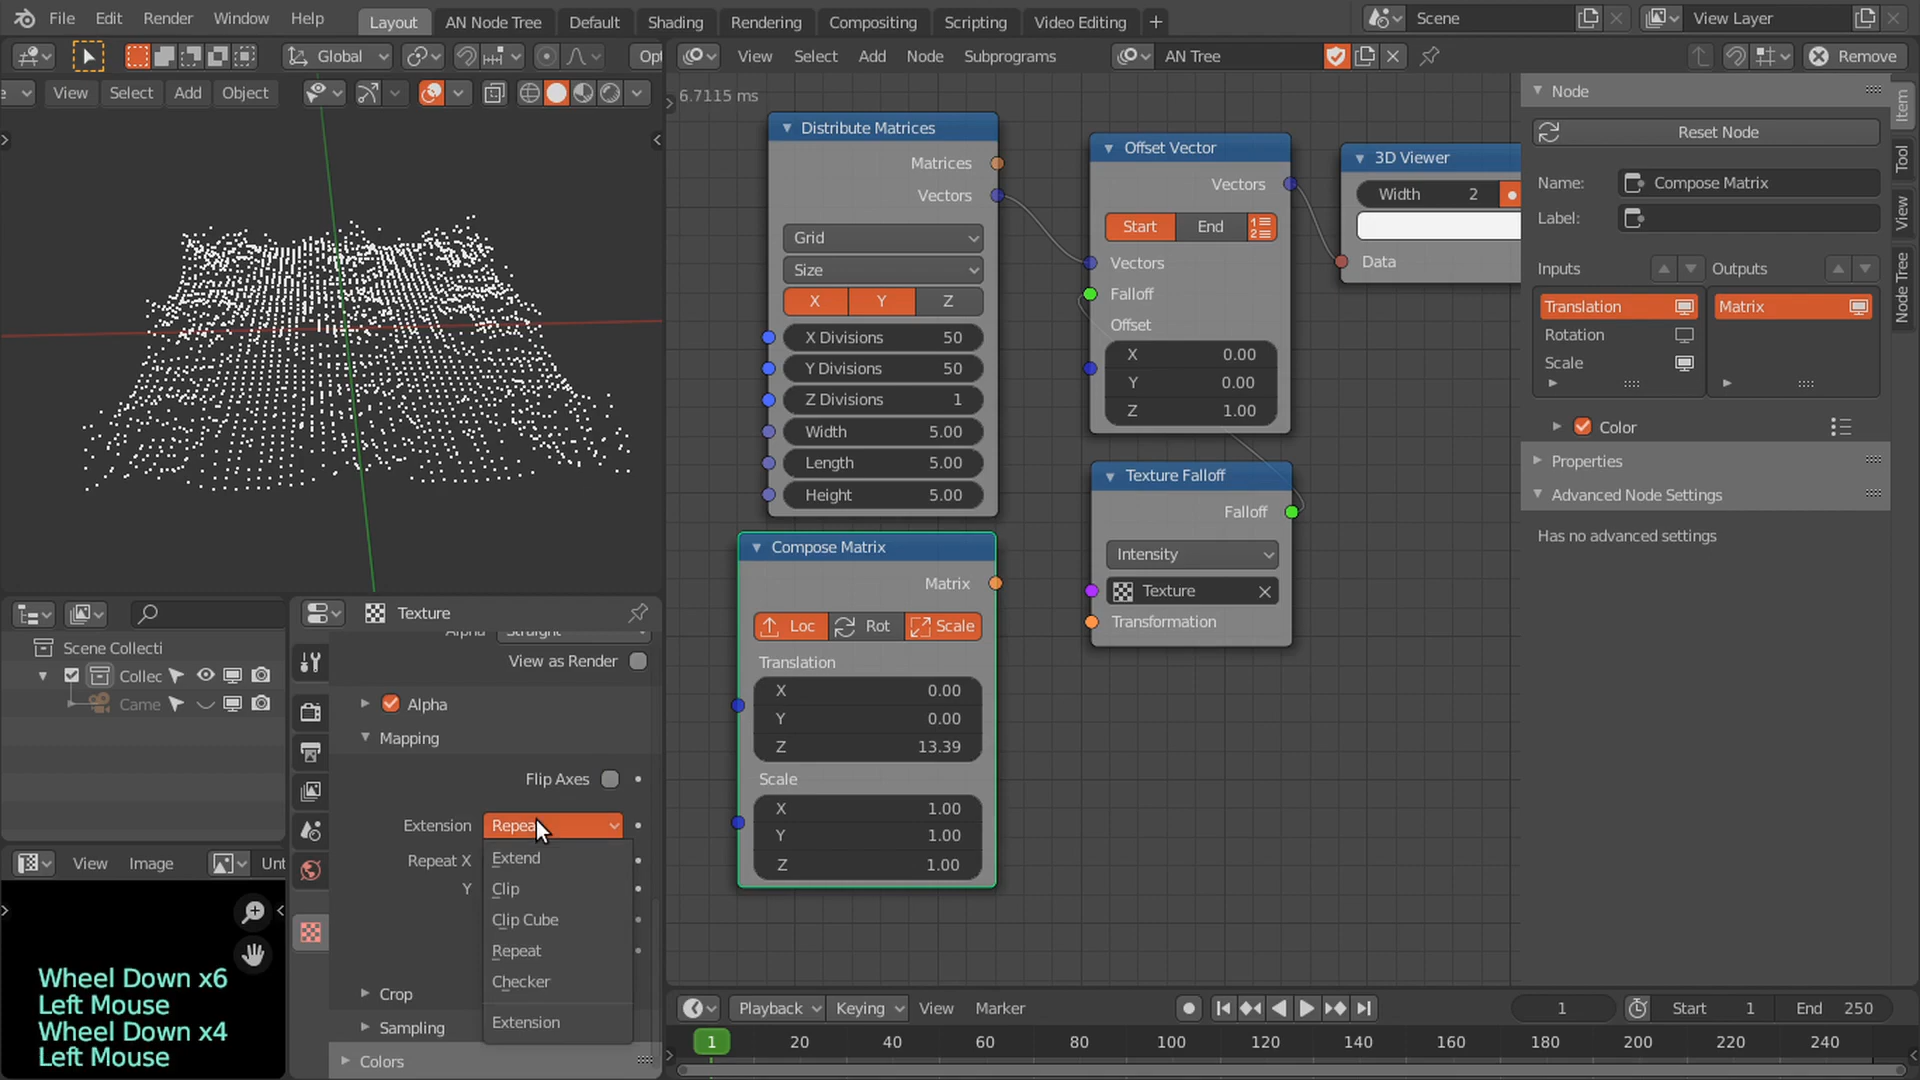 File Edit Render Window Help Layout AN Node Tree Default Shading Rendering Compositing Scripting Video Editing + Scene View Layer
Global View Select Add Node Subprograms AN Tree Remove
View Select Add Object
6.7115 ms
Distribute Matrices
Matrices
Vectors
Grid
Size
X Y Z
X Divisions 50
Y Divisions 50
Z Divisions 1
Width 5.00
Length 5.00
Height 5.00
Offset Vector
Vectors
Start End
Vectors
Falloff
Offset
X 0.00
Y 0.00
Z 1.00
3D Viewer
Width 2
Data
Texture Falloff
Falloff
Intensity
Texture
Transformation
Compose Matrix
Matrix
Loc Rot Scale
Translation
X 0.00
Y 0.00
Z 13.39
Scale
X 1.00
Y 1.00
Z 1.00
Node
Reset Node
Name: Compose Matrix
Label:
Inputs Outputs
Translation Matrix
Rotation
Scale
Color
Properties
Advanced Node Settings
Has no advanced settings
Item
Tool
View
Node Tree
Scene Collecti
Collec
Came
Texture
Alpha Straight
View as Render
Alpha
Mapping
Flip Axes
Extension Repea
Repeat X
Y
Extend
Clip
Clip Cube
Repeat
Checker
Extension
Crop
Sampling
Colors
View Image Unt
Wheel Down x6
Left Mouse
Wheel Down x4
Left Mouse
Playback Keying View Marker 1 Start 1 End 250
1 20 40 60 80 100 120 140 160 180 200 220 240